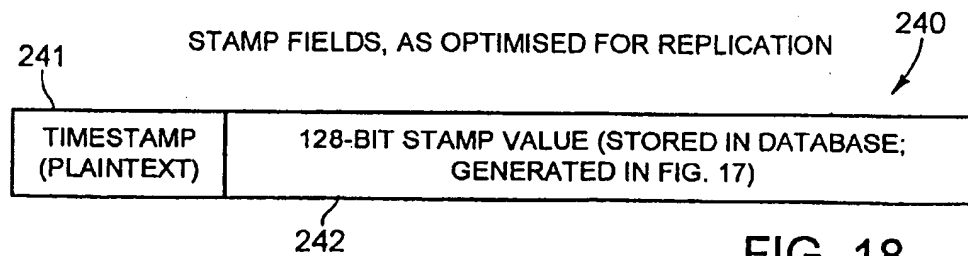 STAMP FIELDS, AS OPTIMISED FOR REPLICATION
240
241
TIMESTAMP
(PLAINTEXT)
128-BIT STAMP VALUE (STORED IN DATABASE;
GENERATED IN FIG. 17)
242
FIG. 18